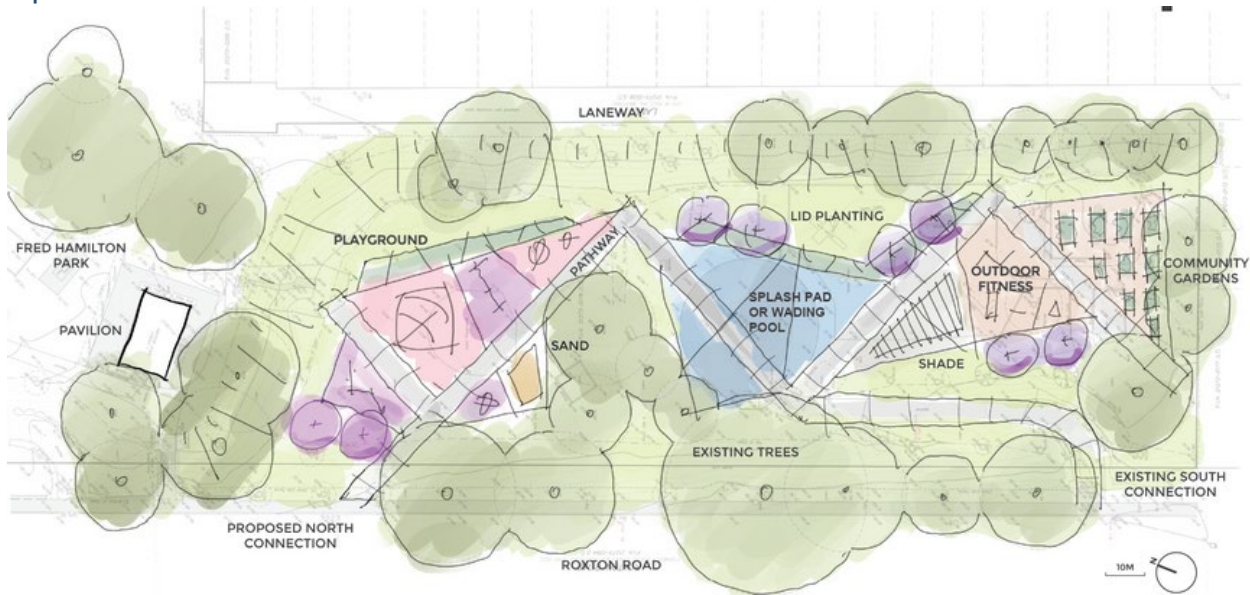 LANEWAY
LID PLANTING
PLAYGROUND
PATHWAY
FRED HAMILTON
PARK
COMMUNITY
GARDENS
OUTDOOR
FITNESS
SPLASH PAD
OR WADING
POOL
PAVILION
SAND
SHADE
EXISTING TREES
EXISTING SOUTH
CONNECTION
PROPOSED NORTH
CONNECTION
ROXTON ROAD
10M
N